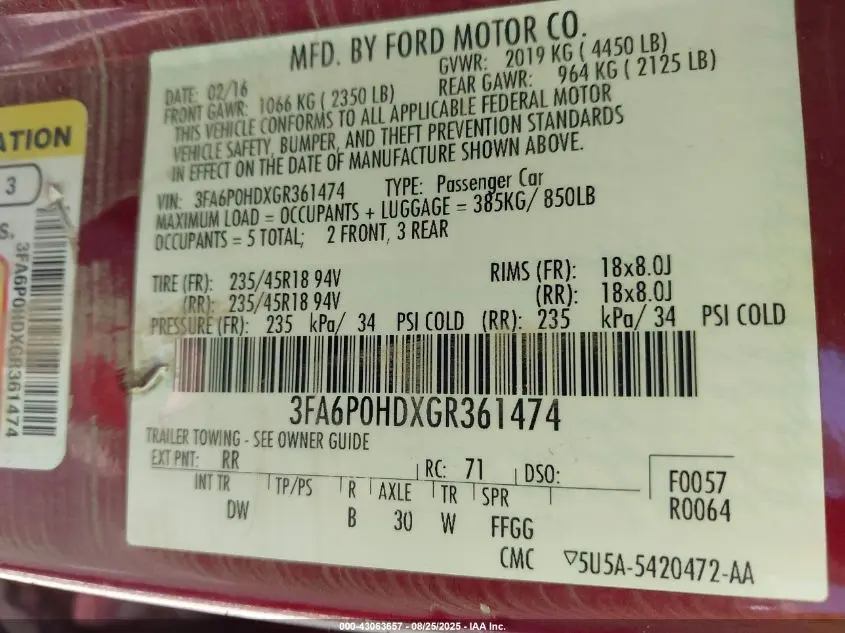 MFD. BY FORD MOTOR CO.
DATE: 02/16 GVWR: 2019 KG ( 4450 LB)
FRONT GAWR: 1066 KG ( 2350 LB) REAR GAWR: 964 KG ( 2125 LB)
THIS VEHICLE CONFORMS TO ALL APPLICABLE FEDERAL MOTOR
VEHICLE SAFETY, BUMPER, AND THEFT PREVENTION STANDARDS
IN EFFECT ON THE DATE OF MANUFACTURE SHOWN ABOVE.
VIN: 3FA6P0HDXGR361474 TYPE: Passenger Car
MAXIMUM LOAD = OCCUPANTS + LUGGAGE = 385KG/ 850LB
OCCUPANTS = 5 TOTAL; 2 FRONT, 3 REAR
TIRE (FR): 235/45R18 94V RIMS (FR): 18x8.0J
(RR): 235/45R18 94V (RR): 18x8.0J
PRESSURE (FR): 235 kPa/ 34 PSI COLD (RR): 235 kPa/ 34 PSI COLD
3FA6P0HDXGR361474
TRAILER TOWING - SEE OWNER GUIDE
EXT PNT: RR RC: 71 DSO:
INT TR TP/PS R AXLE TR SPR
DW B 30 W FFGG
F0057
R0064
CMC ▽5U5A-5420472-AA
ATION
3
S.
3FA6P0HDXGR361474
000-43063657 - 08/25/2025 - IAA Inc.